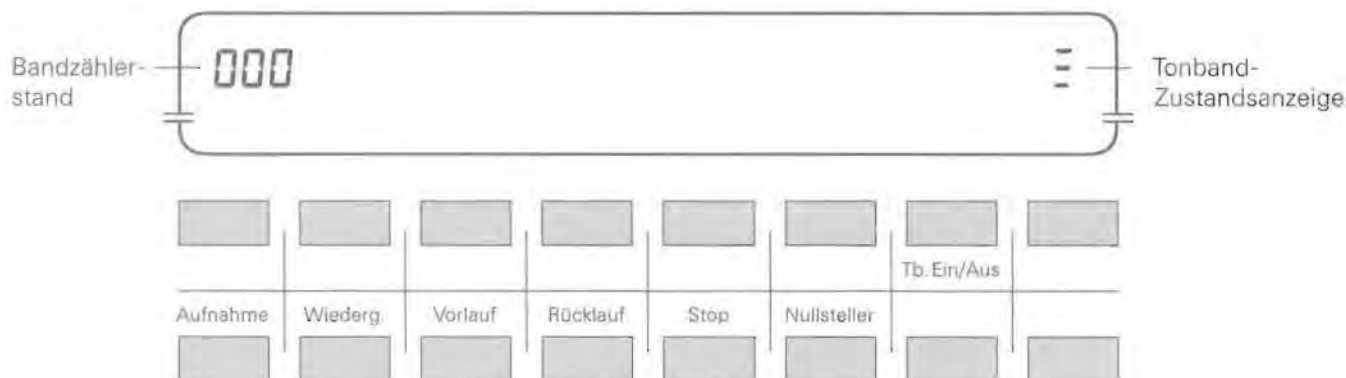 Bandzähler-
stand
000
Tonband-
Zustandsanzeige
Tb. Ein/Aus
Aufnahme Wiederg. Vorlauf Rücklauf Stop Nullsteller